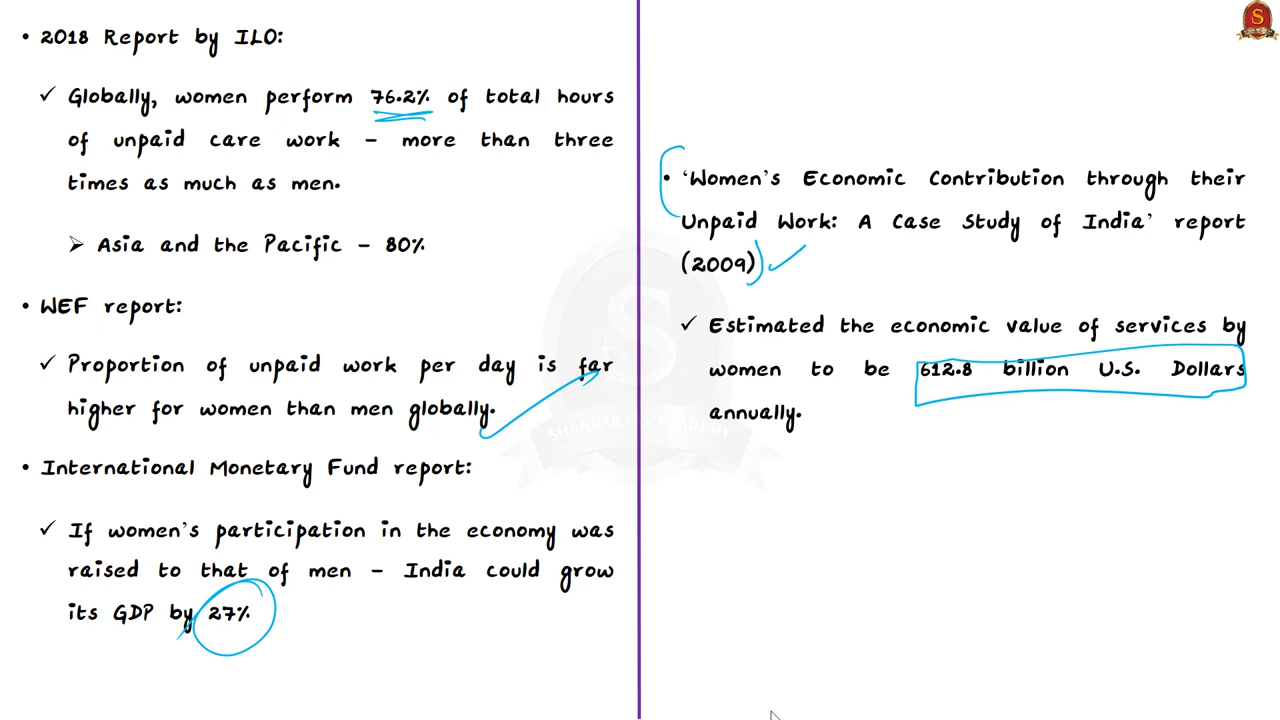 • 2018 Report by ILO:
✓ Globally, women perform 76.2% of total hours
of unpaid care work – more than three
times as much as men.
➢ Asia and the Pacific – 80%
• WEF report:
✓ Proportion of unpaid work per day is far
higher for women than men globally.
• International Monetary Fund report:
✓ If women's participation in the economy was
raised to that of men – India could grow
its GDP by 27%
• ‘Women's Economic Contribution through their
Unpaid Work: A Case Study of India’ report
(2009)
✓ Estimated the economic value of services by
women to be 612.8 billion U.S. Dollars
annually.
S
S
SHANKAR IAS ACADEMY